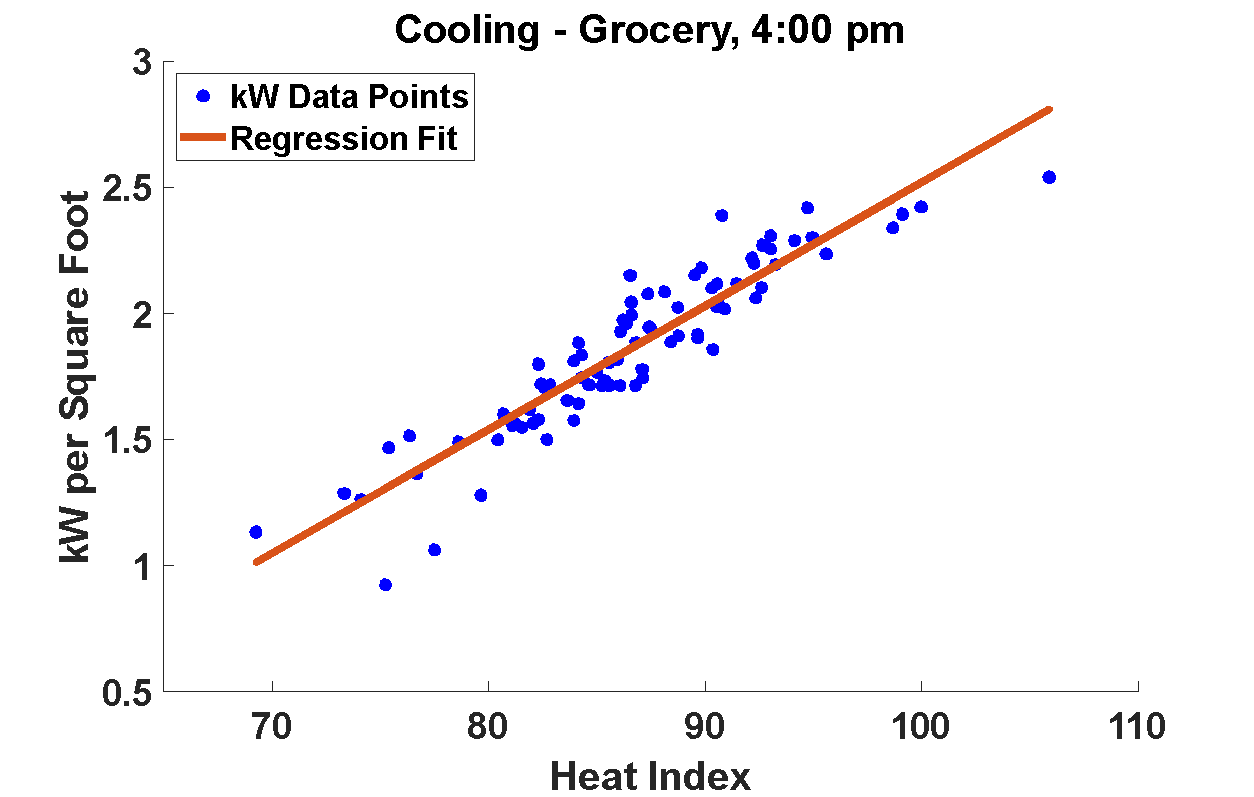 Cooling - Grocery, 4:00 pm
3
kW Data Points
Regression Fit
2.5
2
1.5
1
0.5
kW per Square Foot
70 80 90 100 110
Heat Index